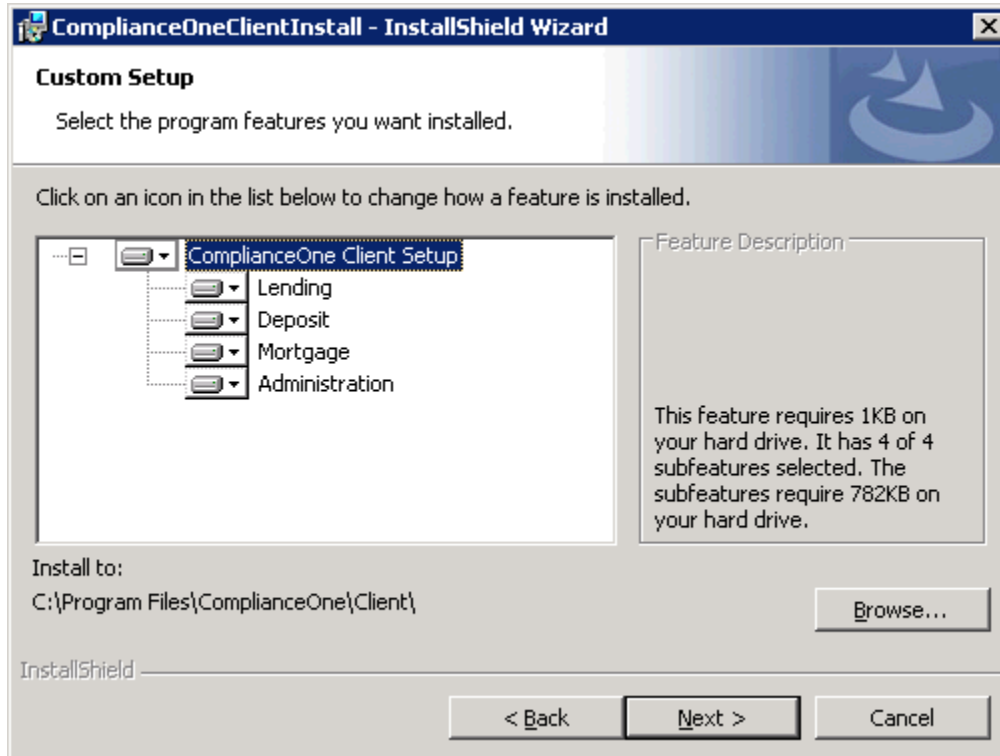 ComplianceOneClientInstall - InstallShield Wizard
Custom Setup
Select the program features you want installed.
Click on an icon in the list below to change how a feature is installed.
ComplianceOne Client Setup
Lending
Deposit
Mortgage
Administration
Feature Description
This feature requires 1KB on
your hard drive. It has 4 of 4
subfeatures selected. The
subfeatures require 782KB on
your hard drive.
Install to:
C:\Program Files\ComplianceOne\Client\
Browse...
InstallShield
< Back
Next >
Cancel